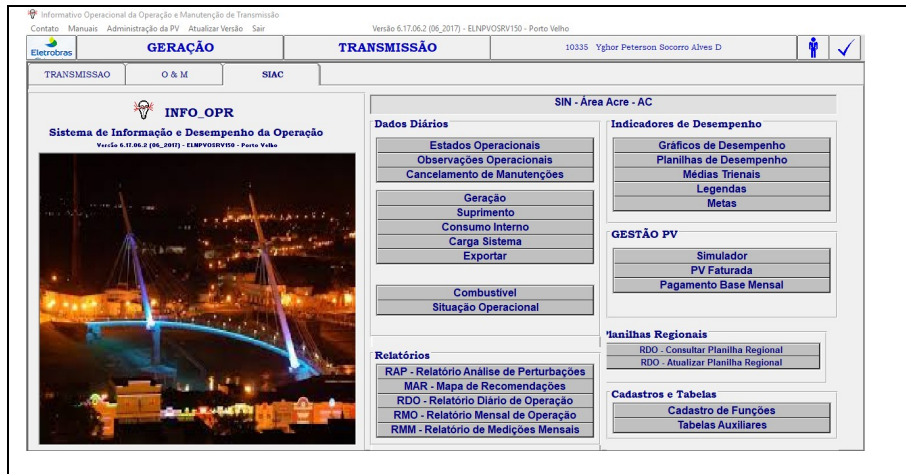 Informativo Operacional da Operação e Manutenção de Transmissão
Contato Manuais Administração da PV Atualizar Versão Sair Versão 6.17.06.2 (06_2017) - ELNPVOSRV150 - Porto Velho
Eletrobras GERAÇÃO TRANSMISSÃO 10335 Yghor Peterson Socorro Alves D
TRANSMISSAO O & M SIAC
INFO_OPR
Sistema de Informação e Desempenho da Operação
Versão 6.17.06.2 (06_2017) - ELNPVOSRV150 - Porto Velho
SIN - Área Acre - AC
Dados Diários
Estados Operacionais
Observações Operacionais
Cancelamento de Manutenções
Geração
Suprimento
Consumo Interno
Carga Sistema
Exportar
Combustível
Situação Operacional
Relatórios
RAP - Relatório Análise de Perturbações
MAR - Mapa de Recomendações
RDO - Relatório Diário de Operação
RMO - Relatório Mensal de Operação
RMM - Relatório de Medições Mensais
Indicadores de Desempenho
Gráficos de Desempenho
Planilhas de Desempenho
Médias Trienais
Legendas
Metas
GESTÃO PV
Simulador
PV Faturada
Pagamento Base Mensal
Planilhas Regionais
RDO - Consultar Planilha Regional
RDO - Atualizar Planilha Regional
Cadastros e Tabelas
Cadastro de Funções
Tabelas Auxiliares